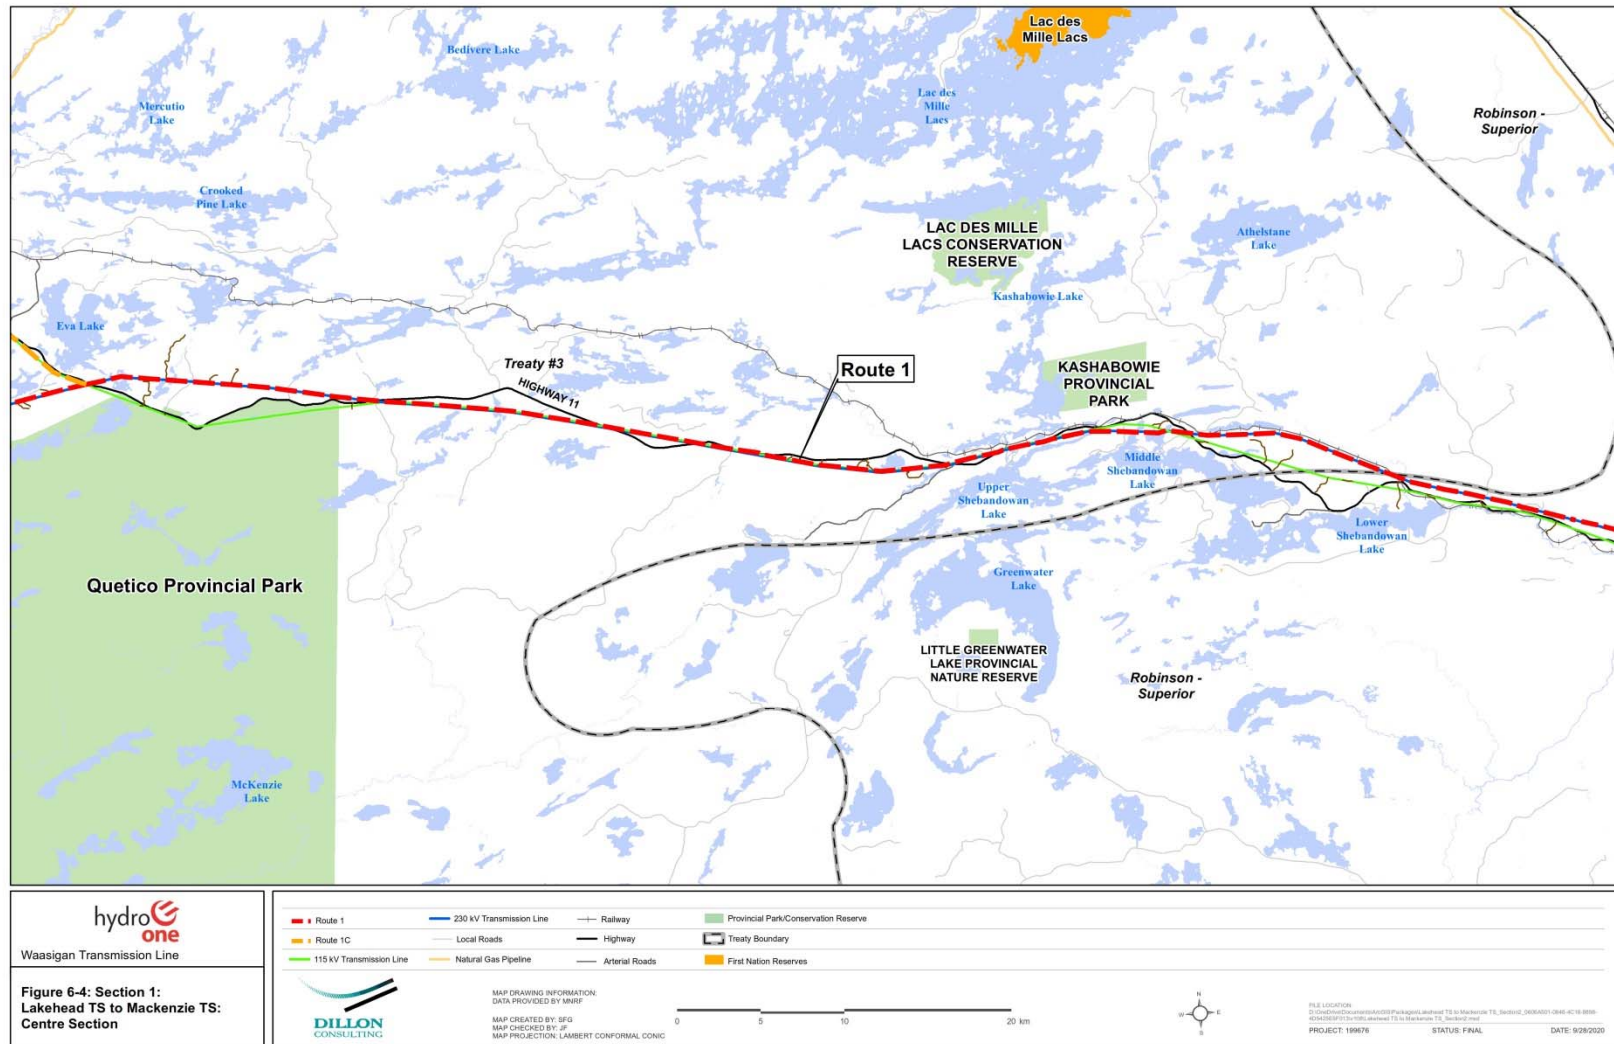 Lac des
Mille Lacs
Bedivere Lake
Mercutio
Lake
Lac des
Mille
Lacs
Robinson -
Superior
Crooked
Pine Lake
LAC DES MILLE
LACS CONSERVATION
RESERVE
Athelstane
Lake
Kashabowie Lake
Eva Lake
Treaty #3
HIGHWAY 11
Route 1
KASHABOWIE
PROVINCIAL
PARK
Middle
Shebandowan
Lake
Upper
Shebandowan
Lake
Lower
Shebandowan
Lake
Quetico Provincial Park
Greenwater
Lake
LITTLE GREENWATER
LAKE PROVINCIAL
NATURE RESERVE
Robinson -
Superior
McKenzie
Lake
hydro
one
Waasigan Transmission Line
Figure 6-4: Section 1:
Lakehead TS to Mackenzie TS:
Centre Section
Route 1
230 kV Transmission Line
Railway
Provincial Park/Conservation Reserve
Route 1C
Local Roads
Highway
Treaty Boundary
115 kV Transmission Line
Natural Gas Pipeline
Arterial Roads
First Nation Reserves
DILLON
CONSULTING
MAP DRAWING INFORMATION:
DATA PROVIDED BY MNRF
MAP CREATED BY: SFG
MAP CHECKED BY: JF
MAP PROJECTION: LAMBERT CONFORMAL CONIC
0 5 10 20 km
N
W E
S
FILE LOCATION:
PROJECT: 199676 STATUS: FINAL DATE: 9/28/2020